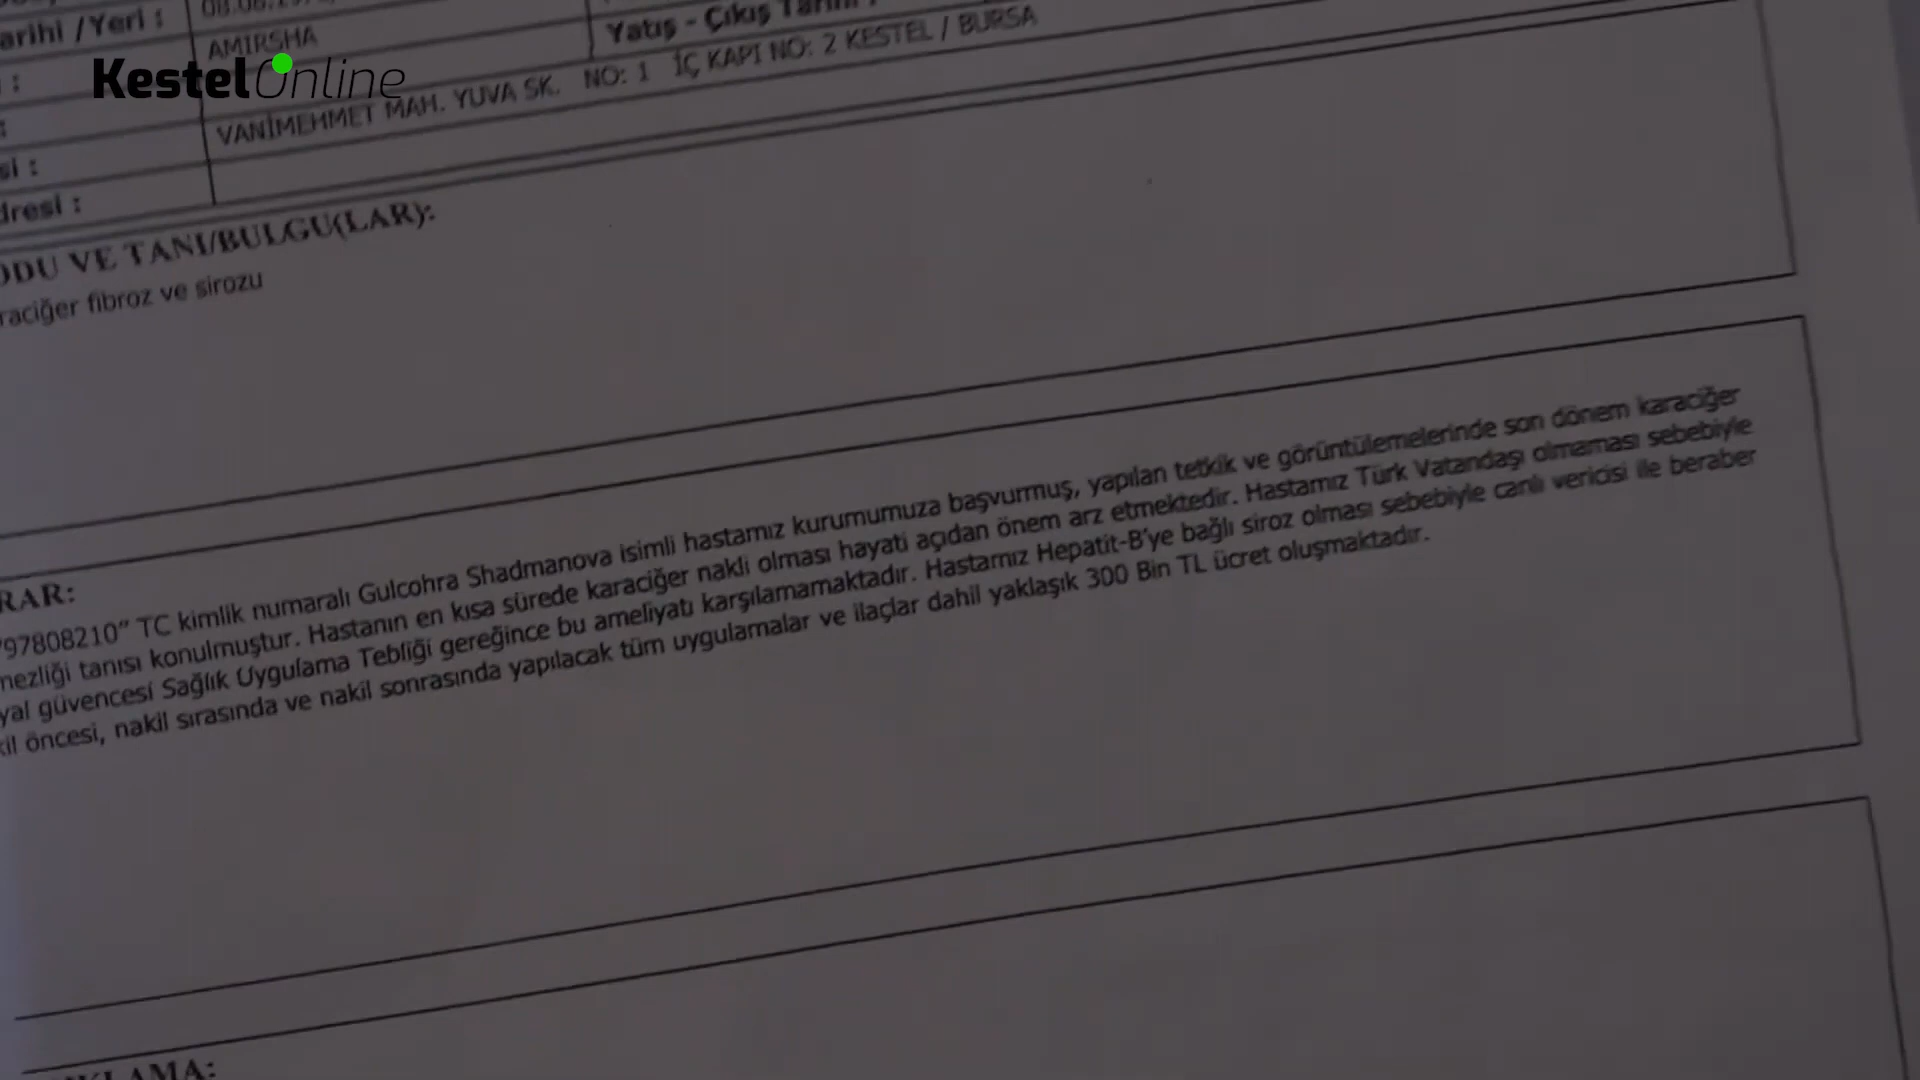 arihi /Yeri :
AMIRSHA
Yatış - Çıkış Tarihi :
KestelOnline
VANİMEHMET MAH. YUVA SK. NO: 1 İÇ KAPI NO: 2 KESTEL / BURSA
si :
dresi :
ODU VE TANI/BULGU(LAR):
raciğer fibroz ve sirozu
RAR:
797808210" TC kimlik numaralı Gulcohra Shadmanova isimli hastamız kurumumuza başvurmuş, yapılan tetkik ve görüntülemelerinde son dönem karaciğer
mezliği tanısı konulmuştur. Hastanın en kısa sürede karaciğer nakli olması hayati açıdan önem arz etmektedir. Hastamız Türk Vatandaşı olmaması sebebiyle
yal güvencesi Sağlık Uygulama Tebliği gereğince bu ameliyatı karşılamamaktadır. Hastamız Hepatit-B'ye bağlı siroz olması sebebiyle canlı vericisi ile beraber
kil öncesi, nakil sırasında ve nakil sonrasında yapılacak tüm uygulamalar ve ilaçlar dahil yaklaşık 300 Bin TL ücret oluşmaktadır.
KLAMA: